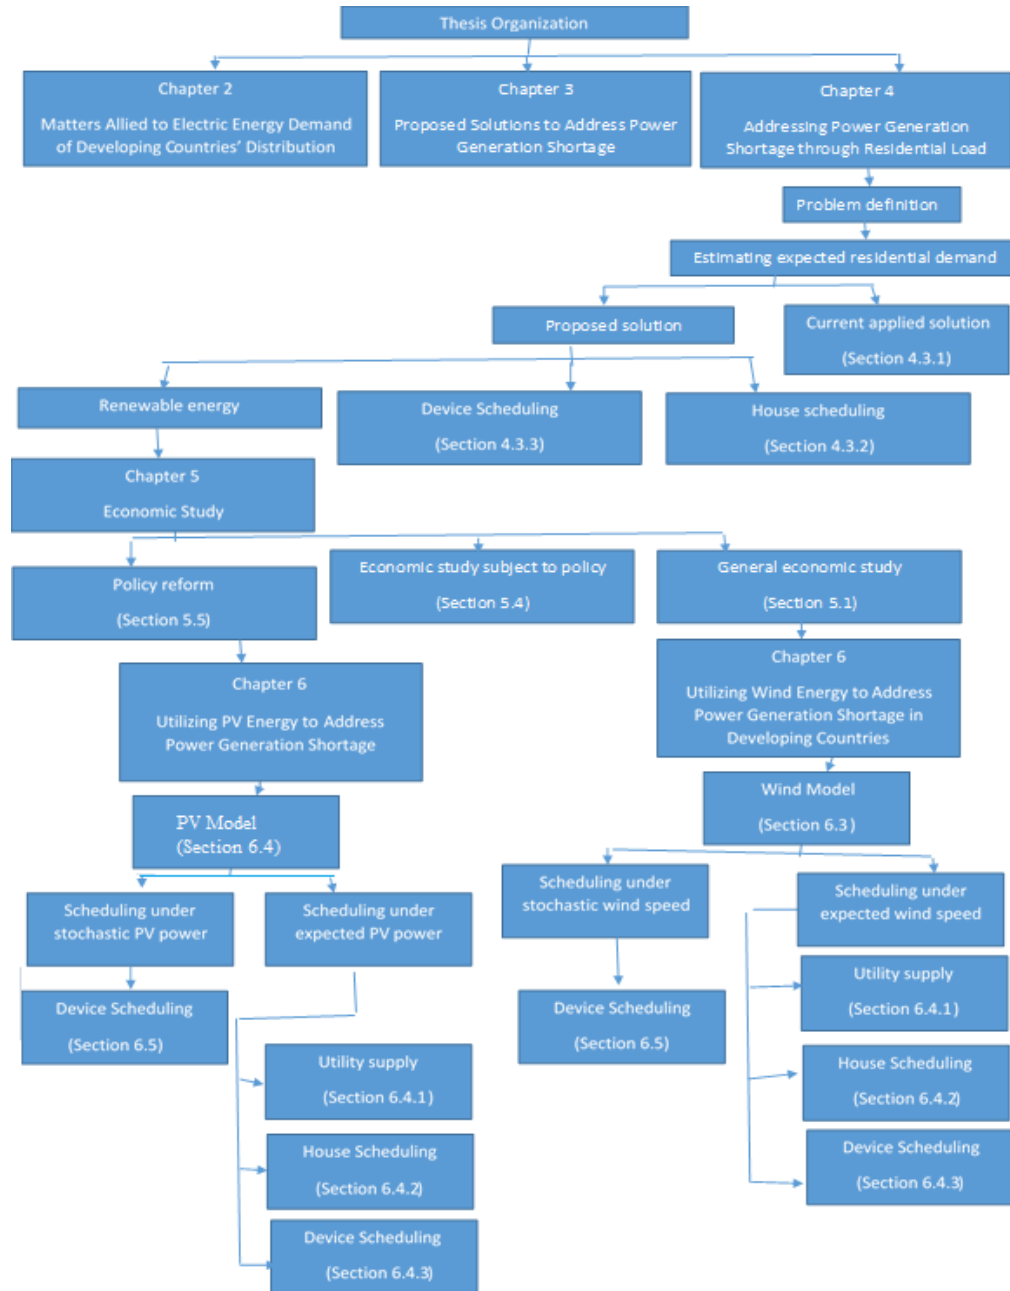 Thesis Organization
Chapter 2
Matters Allied to Electric Energy Demand
of Developing Countries' Distribution
Chapter 3
Proposed Solutions to Address Power
Generation Shortage
Chapter 4
Addressing Power Generation
Shortage through Residential Load
Problem definition
Estimating expected residential demand
Proposed solution
Current applied solution
(Section 4.3.1)
Renewable energy
Device Scheduling
(Section 4.3.3)
House scheduling
(Section 4.3.2)
Chapter 5
Economic Study
Policy reform
(Section 5.5)
Economic study subject to policy
(Section 5.4)
General economic study
(Section 5.1)
Chapter 6
Utilizing PV Energy to Address
Power Generation Shortage
Chapter 6
Utilizing Wind Energy to Address
Power Generation Shortage in
Developing Countries
PV Model
(Section 6.4)
Wind Model
(Section 6.3)
Scheduling under
stochastic PV power
Scheduling under
expected PV power
Scheduling under
stochastic wind speed
Scheduling under
expected wind speed
Device Scheduling
(Section 6.5)
Utility supply
(Section 6.4.1)
House Scheduling
(Section 6.4.2)
Device Scheduling
(Section 6.4.3)
Device Scheduling
(Section 6.5)
Utility supply
(Section 6.4.1)
House Scheduling
(Section 6.4.2)
Device Scheduling
(Section 6.4.3)